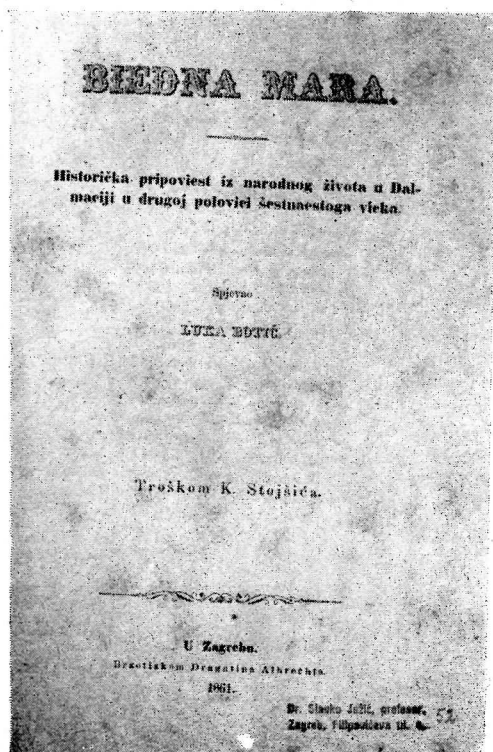 BIEDNA MARA.
Historička pripoviest iz narodnog života u Dal-
maciji u drugoj polovici šestnaestoga vieka.
Spjevao
LUKA BOTIĆ.
Troškom K. Stojšića.
U Zagrebu.
Brzotiskom Dragutina Albrechta.
1861.
Dr. Slavko Ježić, profesor,
Zagreb, Filipovićeva ul.